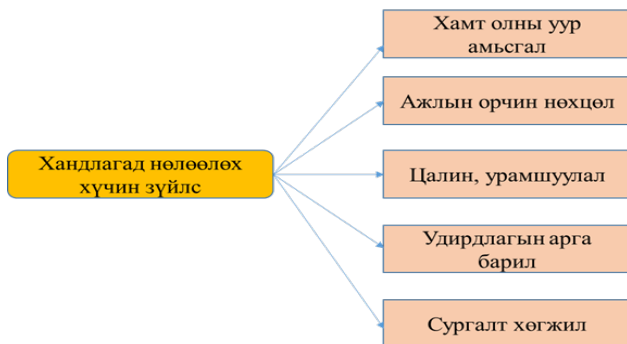 Хандлагад нөлөөлөх
хүчин зүйлс
Хамт олны уур
амьсгал
Ажлын орчин нөхцөл
Цалин, урамшуулал
Удирдлагын арга
барил
Сургалт хөгжил